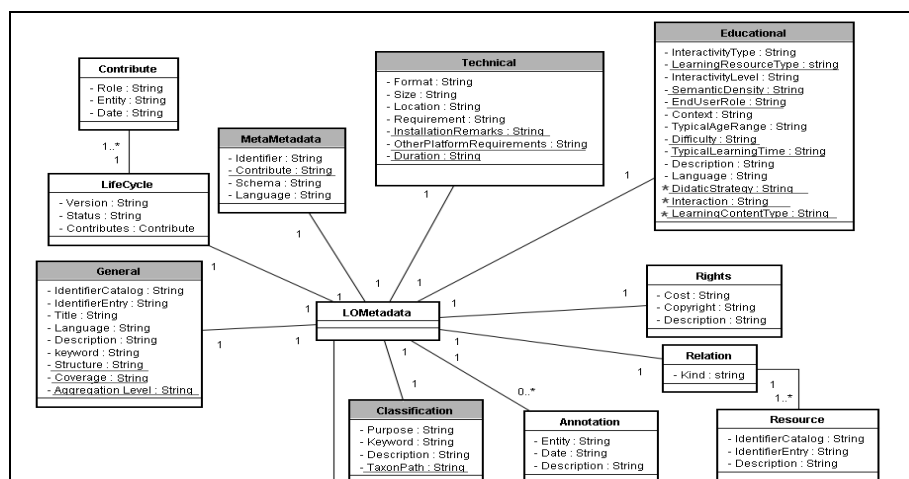 Contribute
- Role : String
- Entity : String
- Date : String
1..*
1
LifeCycle
- Version : String
- Status : String
- Contributes : Contribute
1
MetaMetadata
- Identifier : String
- Contribute : String
- Schema : String
- Language : String
1
Technical
- Format : String
- Size : String
- Location : String
- Requirement : String
- InstallationRemarks : String
- OtherPlatformRequirements : String
- Duration : String
1
Educational
- InteractivityType : String
- LearningResourceType : string
- InteractivityLevel : String
- SemanticDensity : String
- EndUserRole : String
- Context : String
- TypicalAgeRange : String
- Difficulty : String
- TypicalLearningTime : String
- Description : String
- Language : String
* DidaticStrategy : String
* Interaction : String
* LearningContentType : String
1
General
- IdentifierCatalog : String
- IdentifierEntry : String
- Title : String
- Language : String
- Description : String
- keyword : String
- Structure : String
- Coverage : String
- Aggregation Level : String
1
1
1
1
1
1
LOMetadata
1
1
1
1
1
Rights
- Cost : String
- Copyright : String
- Description : String
1
Relation
- Kind : string
1
1
1..*
Resource
- IdentifierCatalog : String
- IdentifierEntry : String
- Description : String
1
Classification
- Purpose : String
- Keyword : String
- Description : String
- TaxonPath : String
0..*
Annotation
- Entity : String
- Date : String
- Description : String